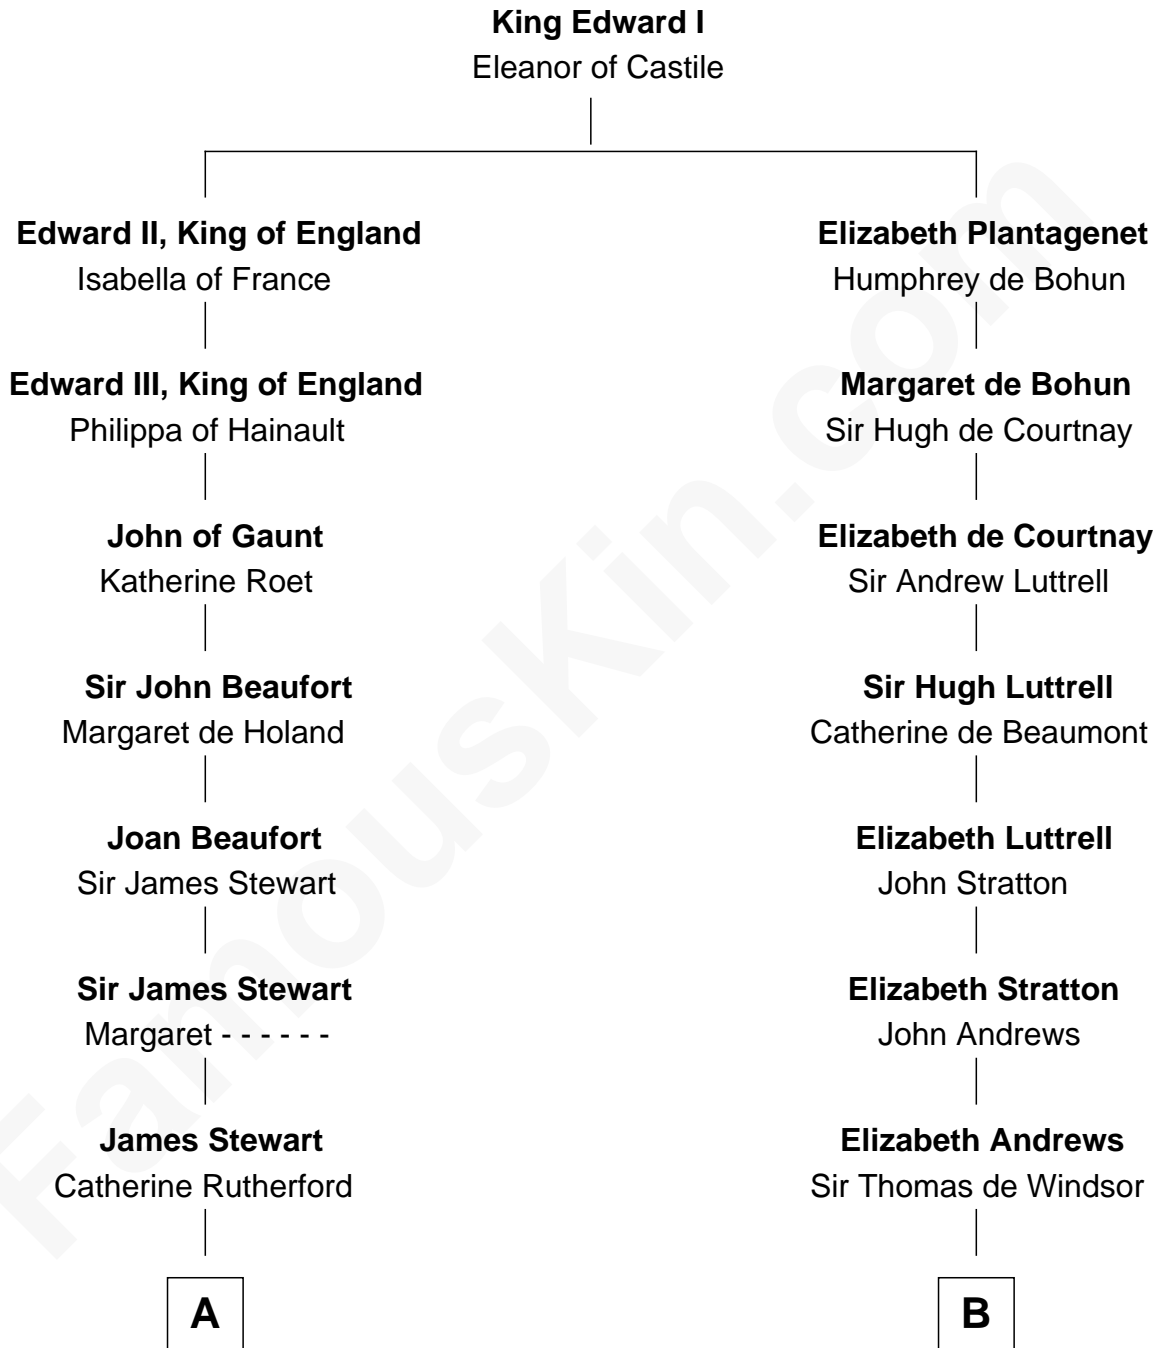 King Edward I
Eleanor of Castile
Edward II, King of England
Isabella of France
Elizabeth Plantagenet
Humphrey de Bohun
Edward III, King of England
Philippa of Hainault
Margaret de Bohun
Sir Hugh de Courtnay
John of Gaunt
Katherine Roet
Elizabeth de Courtnay
Sir Andrew Luttrell
Sir John Beaufort
Margaret de Holand
Sir Hugh Luttrell
Catherine de Beaumont
Joan Beaufort
Sir James Stewart
Elizabeth Luttrell
John Stratton
Sir James Stewart
Margaret - - - - - -
Elizabeth Stratton
John Andrews
James Stewart
Catherine Rutherford
Elizabeth Andrews
Sir Thomas de Windsor
A
B
FamousKin.com